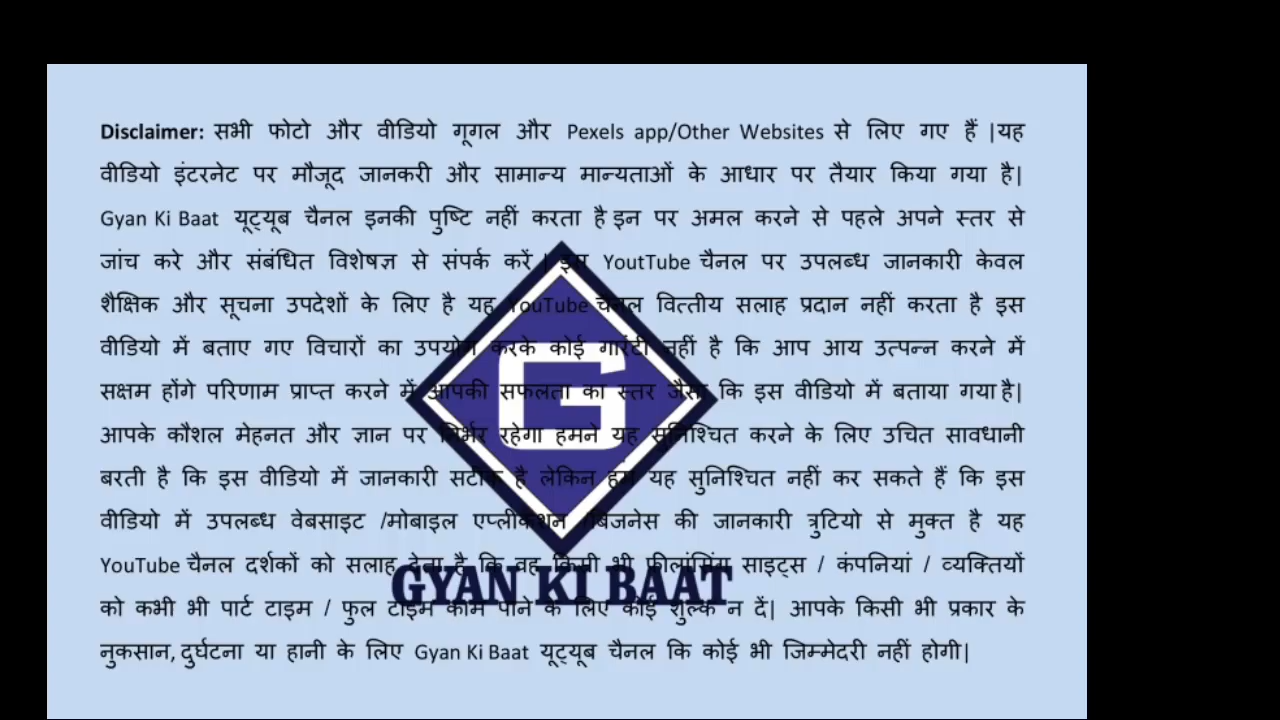 Disclaimer: सभी फोटो और वीडियो गूगल और Pexels app/Other Websites से लिए गए हैं |यह
वीडियो इंटरनेट पर मौजूद जानकरी और सामान्य मान्यताओं के आधार पर तैयार किया गया है|
Gyan Ki Baat यूट्यूब चैनल इनकी पुष्टि नहीं करता है इन पर अमल करने से पहले अपने स्तर से
जांच करे और संबंधित विशेषज्ञ से संपर्क करें | इस YoutTube चैनल पर उपलब्ध जानकारी केवल
शैक्षिक और सूचना उपदेशों के लिए है यह YouTube चैनल वित्तीय सलाह प्रदान नहीं करता है इस
वीडियो में बताए गए विचारों का उपयोग करके कोई गारंटी नहीं है कि आप आय उत्पन्न करने में
सक्षम होंगे परिणाम प्राप्त करने में आपकी सफलता का स्तर जैसा कि इस वीडियो में बताया गया है|
आपके कौशल मेहनत और ज्ञान पर निर्भर रहेगा हमने यह सुनिश्चित करने के लिए उचित सावधानी
बरती है कि इस वीडियो में जानकारी सटीक है लेकिन हम यह सुनिश्चित नहीं कर सकते हैं कि इस
वीडियो में उपलब्ध वेबसाइट /मोबाइल एप्लीकेशन /बिजनेस की जानकारी त्रुटियो से मुक्त है यह
YouTube चैनल दर्शकों को सलाह देता है कि वह किसी भी फ्रीलांसिंग साइट्स / कंपनियां / व्यक्तियों
को कभी भी पार्ट टाइम / फुल टाइम काम पाने के लिए कोई शुल्क न दें| आपके किसी भी प्रकार के
नुकसान, दुर्घटना या हानी के लिए Gyan Ki Baat यूट्यूब चैनल कि कोई भी जिम्मेदरी नहीं होगी|
G
GYAN KI BAAT